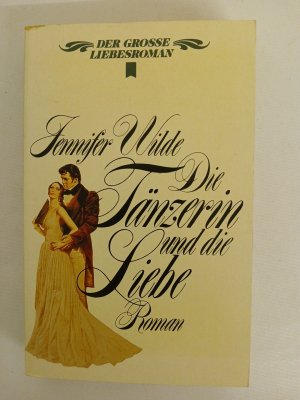 DER GROSSE
LIEBESROMAN
Jennifer Wilde
Die
Tänzerin
und die
Liebe
Roman